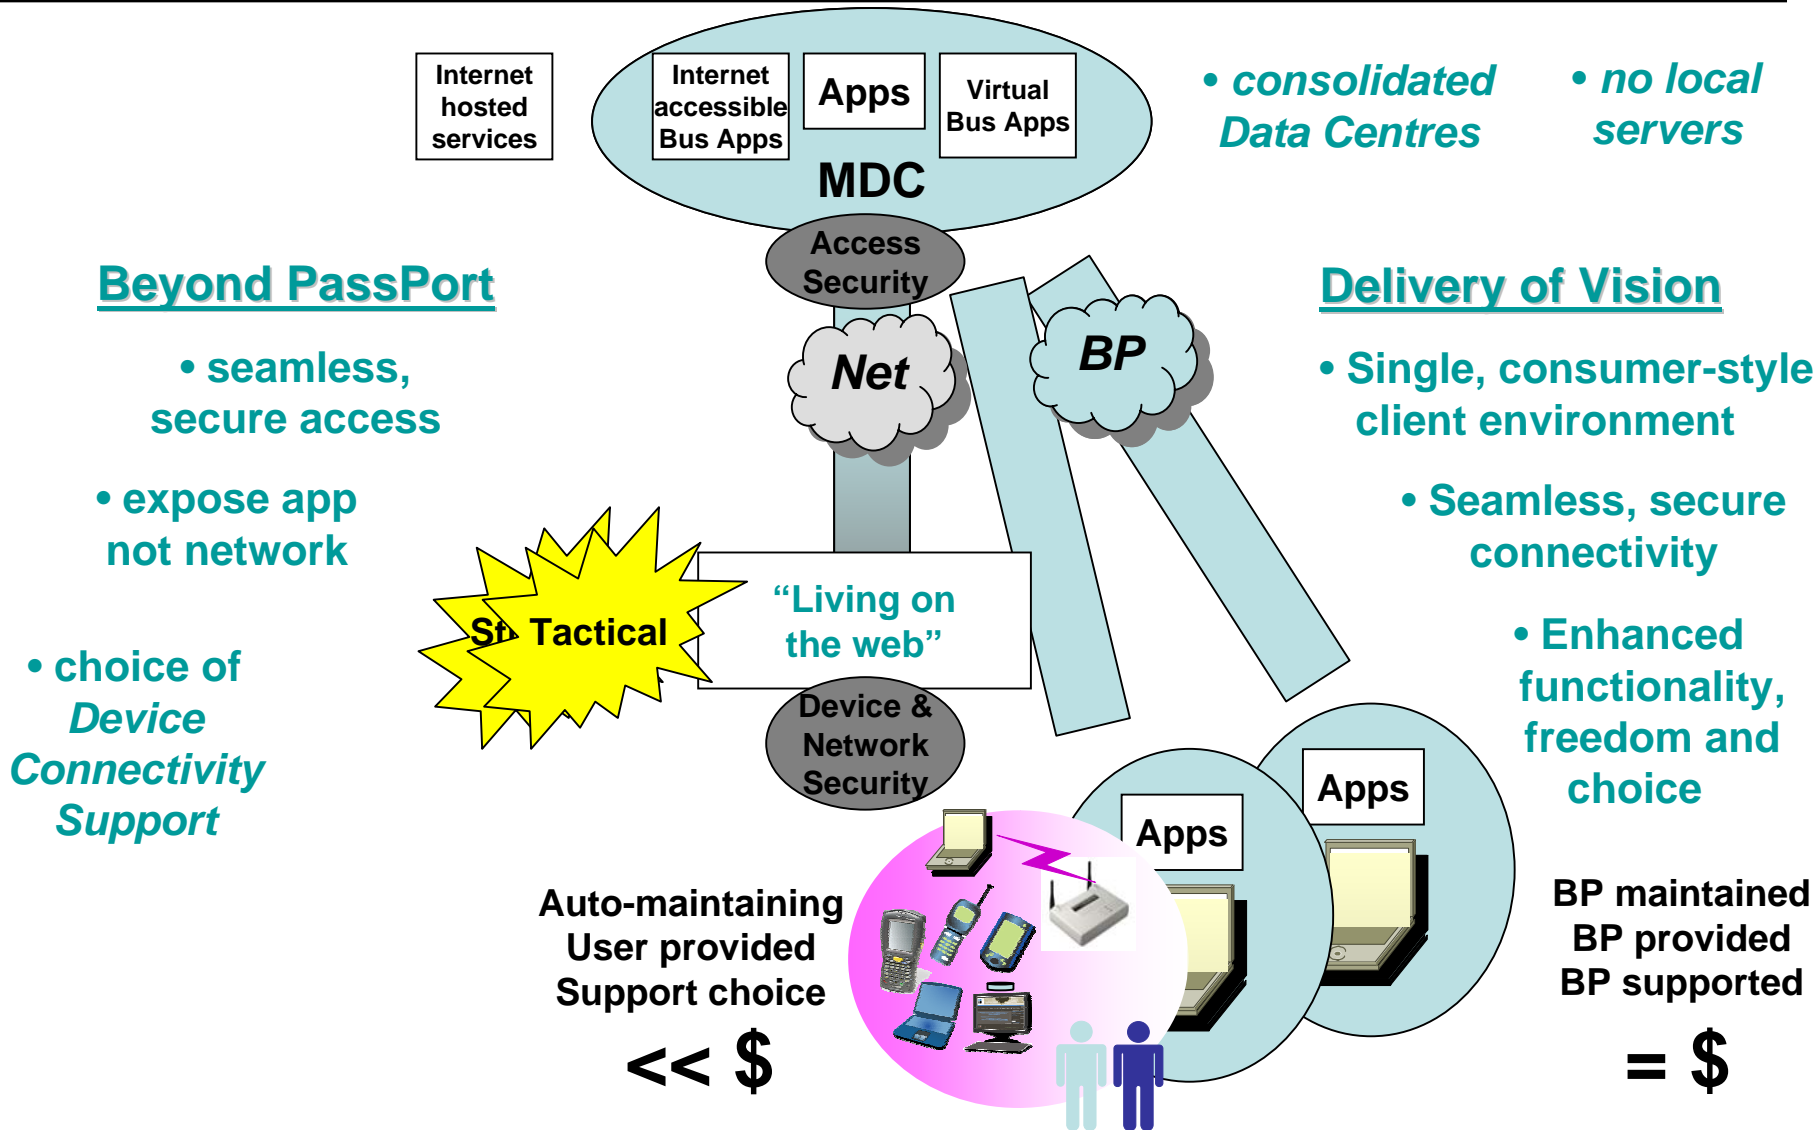 Internet
hosted
services
Internet
accessible
Bus Apps
Apps
Virtual
Bus Apps
MDC
• consolidated
Data Centres
• no local
servers
Access
Security
Beyond PassPort
• seamless,
secure access
• expose app
not network
• choice of
Device
Connectivity
Support
Net
BP
Delivery of Vision
• Single, consumer-style
client environment
• Seamless, secure
connectivity
• Enhanced
functionality,
freedom and
choice
Tactical
“Living on
the web”
Device &
Network
Security
Apps
Apps
Auto-maintaining
User provided
Support choice
<< $
BP maintained
BP provided
BP supported
= $